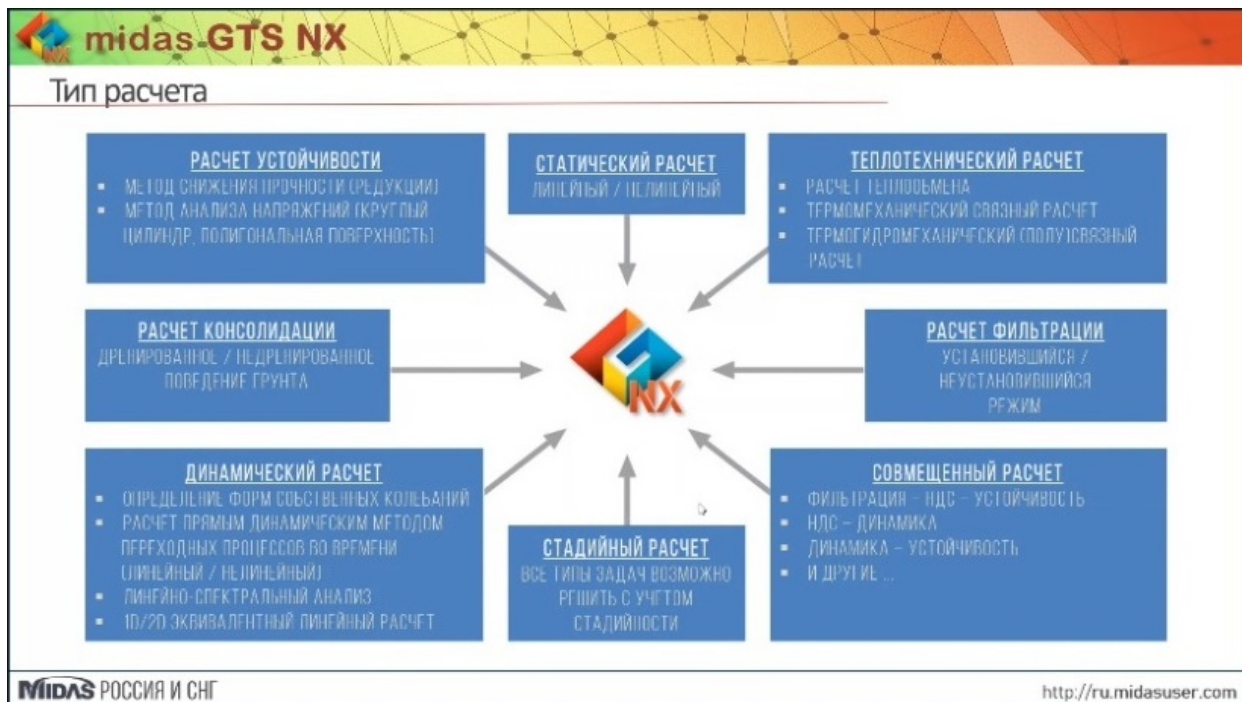 midas GTS NX
NX
Тип расчета
РАСЧЕТ УСТОЙЧИВОСТИ
МЕТОД СНИЖЕНИЯ ПРОЧНОСТИ (РЕДУКЦИИ)
МЕТОД АНАЛИЗА НАПРЯЖЕНИЙ (КРУГЛЫЙ
ЦИЛИНДР, ПОЛИГОНАЛЬНАЯ ПОВЕРХНОСТЬ)
СТАТИЧЕСКИЙ РАСЧЕТ
ЛИНЕЙНЫЙ / НЕЛИНЕЙНЫЙ
ТЕПЛОТЕХНИЧЕСКИЙ РАСЧЕТ
РАСЧЕТ ТЕПЛООБМЕНА
ТЕРМОМЕХАНИЧЕСКИЙ СВЯЗНЫЙ РАСЧЕТ
ТЕРМОГИДРОМЕХАНИЧЕСКИЙ (ПОЛУ)СВЯЗНЫЙ
РАСЧЕТ
РАСЧЕТ КОНСОЛИДАЦИИ
ДРЕНИРОВАННОЕ / НЕДРЕНИРОВАННОЕ
ПОВЕДЕНИЕ ГРУНТА
NX
РАСЧЕТ ФИЛЬТРАЦИИ
УСТАНОВИВШИЙСЯ /
НЕУСТАНОВИВШИЙСЯ
РЕЖИМ
ДИНАМИЧЕСКИЙ РАСЧЕТ
ОПРЕДЕЛЕНИЕ ФОРМ СОБСТВЕННЫХ КОЛЕБАНИЙ
РАСЧЕТ ПРЯМЫМ ДИНАМИЧЕСКИМ МЕТОДОМ
ПЕРЕХОДНЫХ ПРОЦЕССОВ ВО ВРЕМЕНИ
(ЛИНЕЙНЫЙ / НЕЛИНЕЙНЫЙ)
ЛИНЕЙНО-СПЕКТРАЛЬНЫЙ АНАЛИЗ
1D/2D ЭКВИВАЛЕНТНЫЙ ЛИНЕЙНЫЙ РАСЧЕТ
СТАДИЙНЫЙ РАСЧЕТ
ВСЕ ТИПЫ ЗАДАЧ ВОЗМОЖНО
РЕШИТЬ С УЧЕТОМ
СТАДИЙНОСТИ
СОВМЕЩЕННЫЙ РАСЧЕТ
ФИЛЬТРАЦИЯ – НДС – УСТОЙЧИВОСТЬ
НДС – ДИНАМИКА
ДИНАМИКА – УСТОЙЧИВОСТЬ
И ДРУГИЕ ...
MIDAS РОССИЯ И СНГ
http://ru.midasuser.com